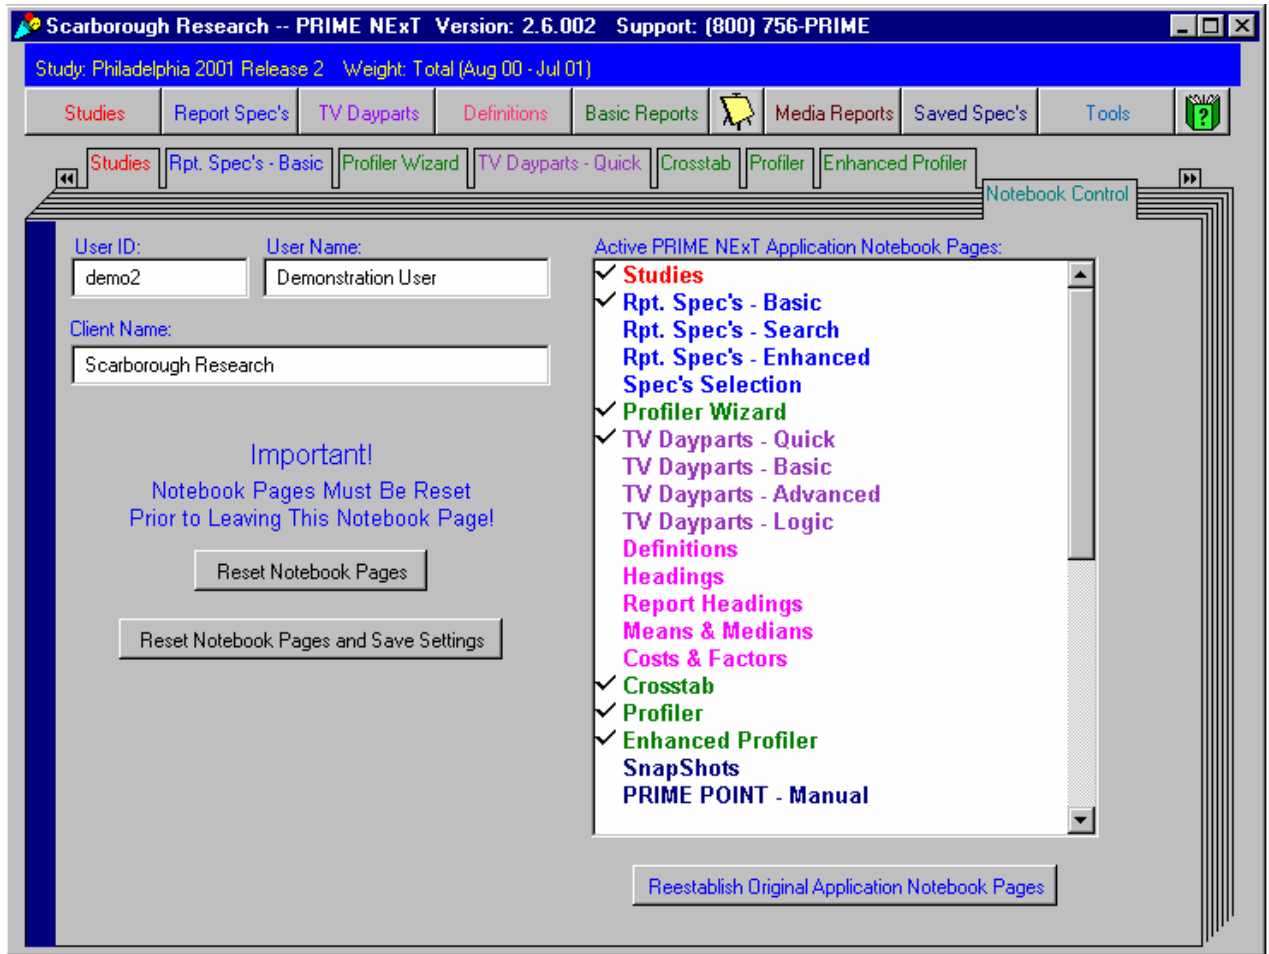 Scarborough Research -- PRIME NExT Version: 2.6.002 Support: (800) 756-PRIME
Study: Philadelphia 2001 Release 2 Weight: Total (Aug 00 - Jul 01)
Studies Report Spec's TV Dayparts Definitions Basic Reports Media Reports Saved Spec's Tools ?
Studies Rpt. Spec's - Basic Profiler Wizard TV Dayparts - Quick Crosstab Profiler Enhanced Profiler
Notebook Control
User ID: User Name:
demo2 Demonstration User
Client Name:
Scarborough Research
Important!
Notebook Pages Must Be Reset
Prior to Leaving This Notebook Page!
Reset Notebook Pages
Reset Notebook Pages and Save Settings
Active PRIME NExT Application Notebook Pages:
Studies
Rpt. Spec's - Basic
Rpt. Spec's - Search
Rpt. Spec's - Enhanced
Spec's Selection
Profiler Wizard
TV Dayparts - Quick
TV Dayparts - Basic
TV Dayparts - Advanced
TV Dayparts - Logic
Definitions
Headings
Report Headings
Means & Medians
Costs & Factors
Crosstab
Profiler
Enhanced Profiler
SnapShots
PRIME POINT - Manual
Reestablish Original Application Notebook Pages